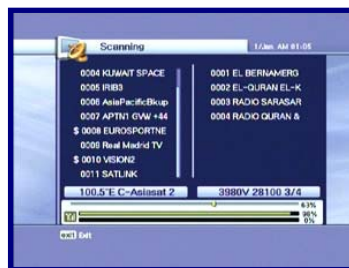 Scanning
1/Jan. AM 01:05
0004 KUWAIT SPACE
0005 IRIB3
0006 AsiaPacificBkup
0007 APTN1 GVW +44
$ 0008 EUROSPORTNE
0009 Real Madrid TV
$ 0010 VISION2
0011 SATLINK
0001 EL BERNAMERG
0002 EL-QURAN EL-K
0003 RADIO SARASAR
0004 RADIO QURAN &
100.5°E C-Asiasat 2
3980V 28100 3/4
63%
98%
0%
exit Exit